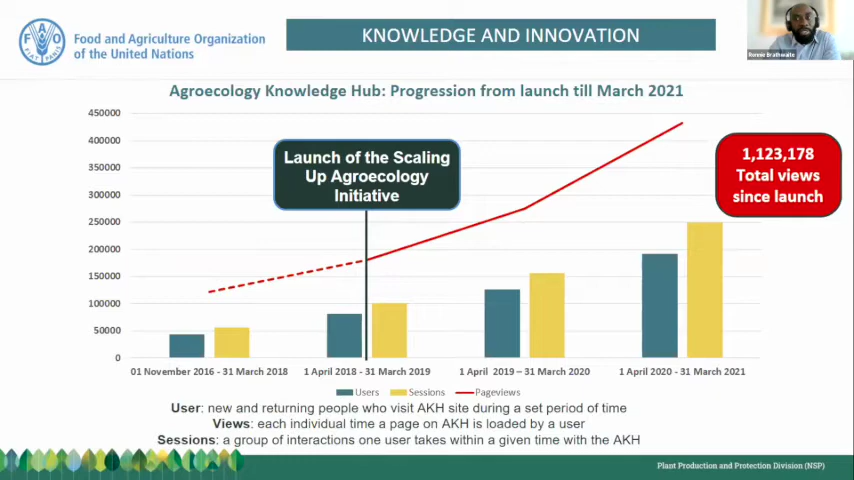 FAO
FIAT PANIS
Food and Agriculture Organization
of the United Nations
KNOWLEDGE AND INNOVATION
Ronnie Brathwaite
Agroecology Knowledge Hub: Progression from launch till March 2021
450000
400000
350000
300000
250000
200000
150000
100000
50000
0
Launch of the Scaling
Up Agroecology
Initiative
1,123,178
Total views
since launch
01 November 2016 - 31 March 2018
1 April 2018 - 31 March 2019
1 April 2019 – 31 March 2020
1 April 2020 - 31 March 2021
Users
Sessions
Pageviews
User: new and returning people who visit AKH site during a set period of time
Views: each individual time a page on AKH is loaded by a user
Sessions: a group of interactions one user takes within a given time with the AKH
Plant Production and Protection Division (NSP)